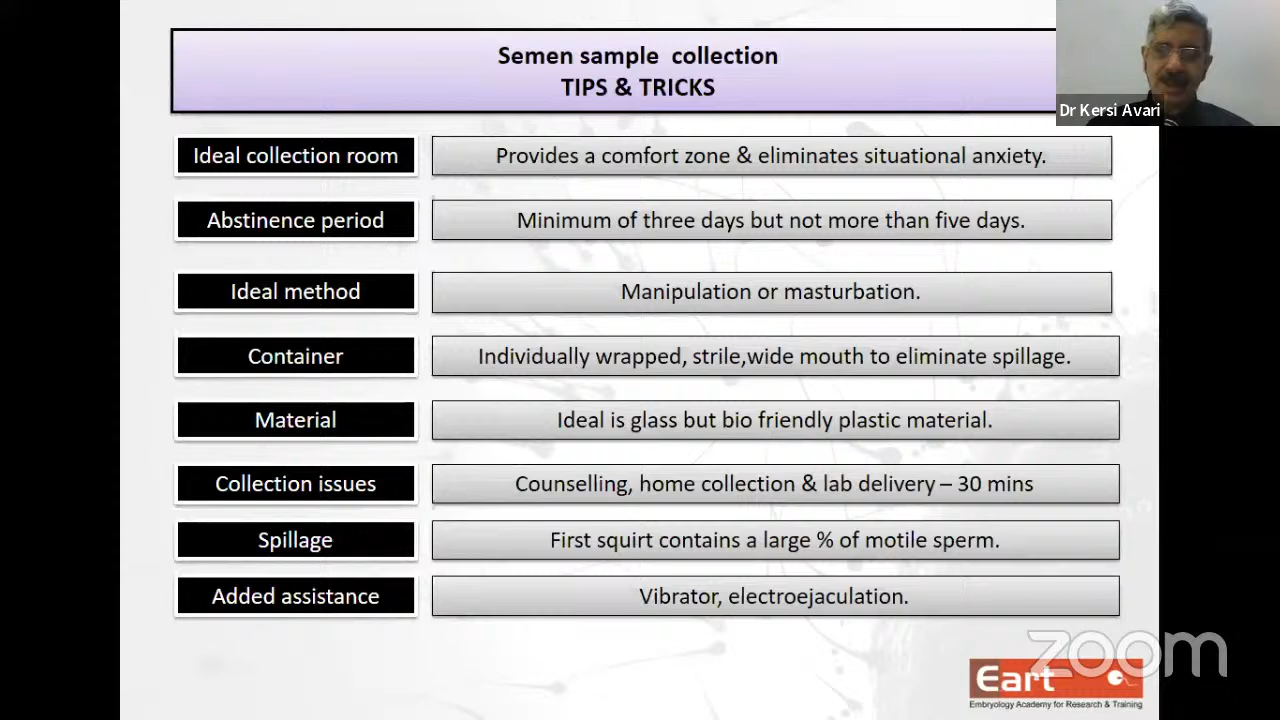 Semen sample collection
TIPS & TRICKS
Dr Kersi Avari
Ideal collection room
Provides a comfort zone & eliminates situational anxiety.
Abstinence period
Minimum of three days but not more than five days.
Ideal method
Manipulation or masturbation.
Container
Individually wrapped, strile,wide mouth to eliminate spillage.
Material
Ideal is glass but bio friendly plastic material.
Collection issues
Counselling, home collection & lab delivery – 30 mins
Spillage
First squirt contains a large % of motile sperm.
Added assistance
Vibrator, electroejaculation.
zoom
Eart
Embryology Academy for Research & Training